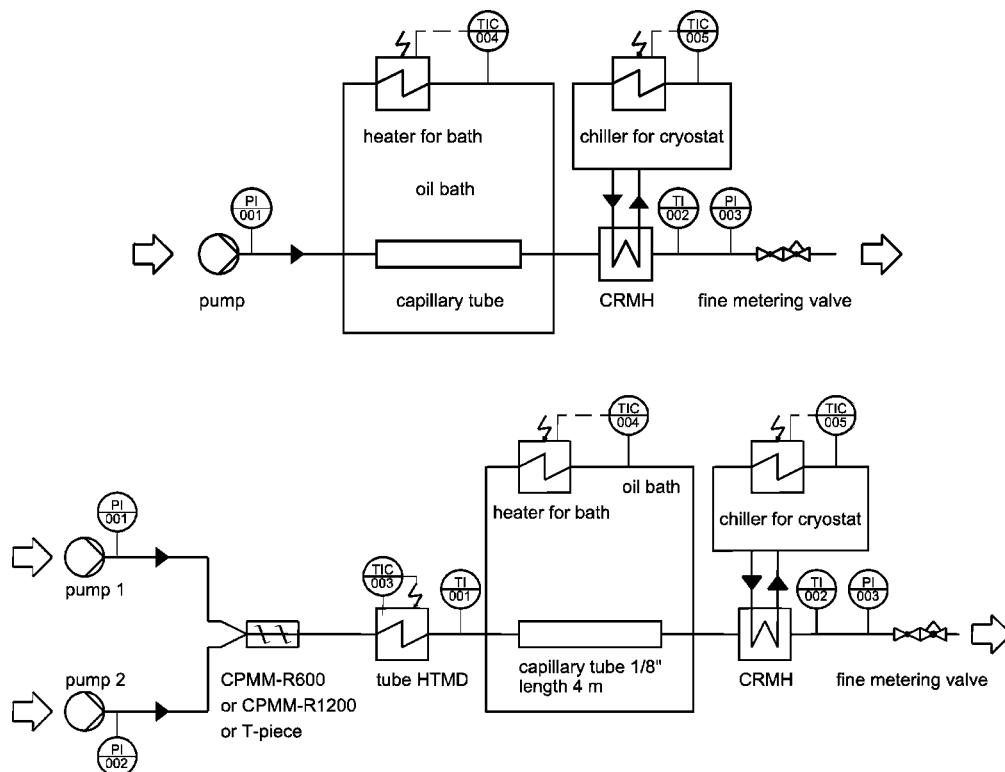 TIC
004
TIC
005
heater for bath
chiller for cryostat
oil bath
PI
001
TI
002
PI
003
pump
capillary tube
CRMH
fine metering valve
TIC
004
TIC
005
oil bath
heater for bath
chiller for cryostat
PI
001
TIC
003
TI
001
TI
002
PI
003
pump 1
pump 2
CPMM-R600
or CPMM-R1200
or T-piece
tube HTMD
capillary tube 1/8"
length 4 m
CRMH
fine metering valve
PI
002